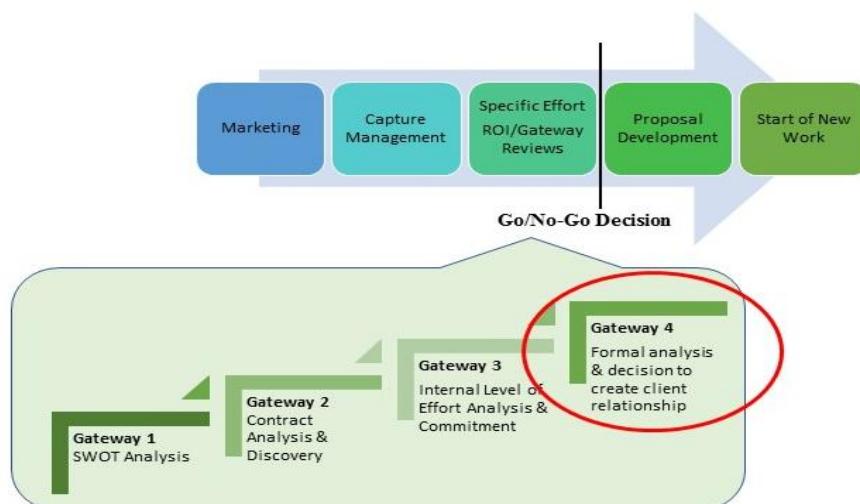 Marketing
Capture
Management
Specific Effort
ROI/Gateway
Reviews
Proposal
Development
Start of New
Work
Go/No-Go Decision
Gateway 1
SWOT Analysis
Gateway 2
Contract
Analysis &
Discovery
Gateway 3
Internal Level of
Effort Analysis &
Commitment
Gateway 4
Formal analysis
& decision to
create client
relationship